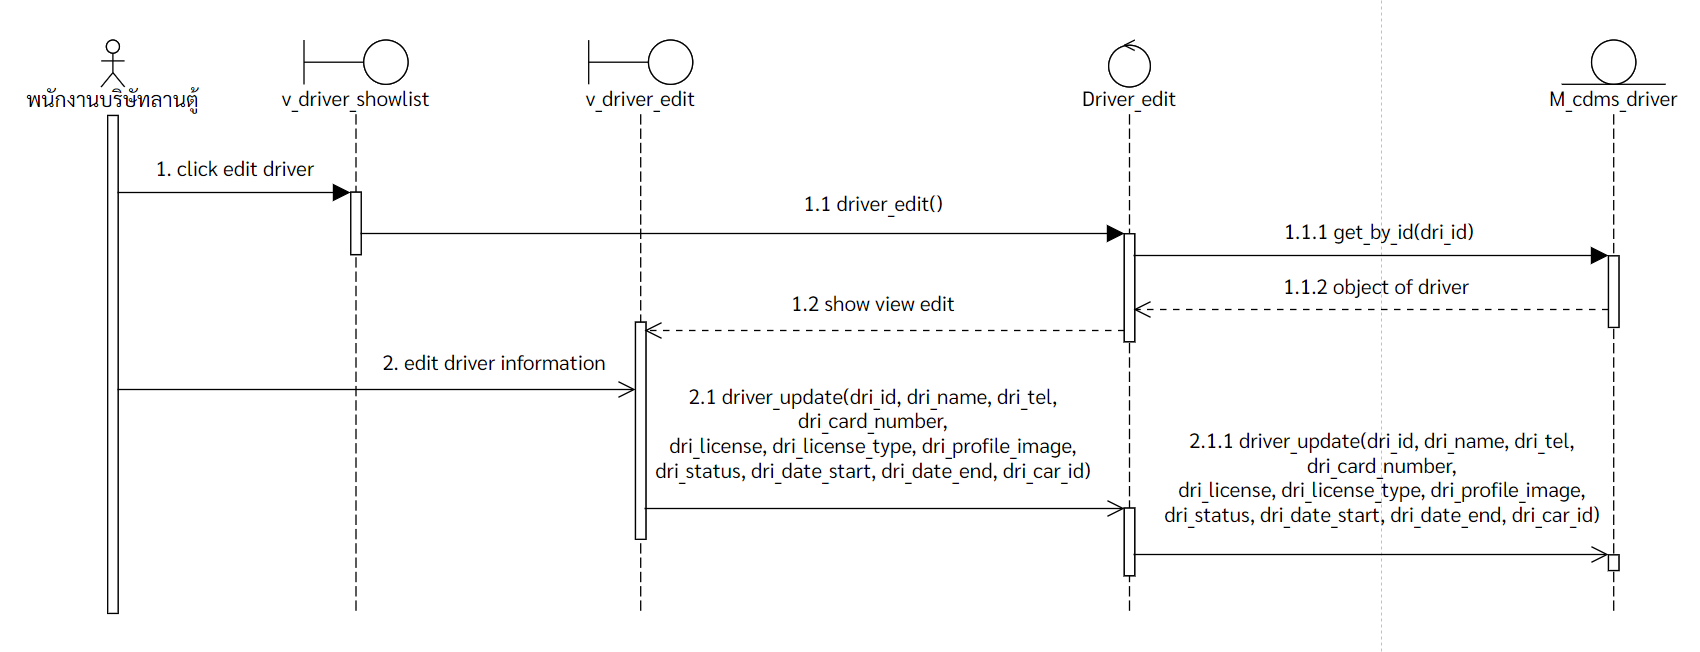 พนักงานบริษัทลานตู้
v_driver_showlist
v_driver_edit
Driver_edit
M_cdms_driver
1. click edit driver
1.1 driver_edit()
1.1.1 get_by_id(dri_id)
1.1.2 object of driver
1.2 show view edit
2. edit driver information
2.1 driver_update(dri_id, dri_name, dri_tel,
dri_card_number,
dri_license, dri_license_type, dri_profile_image,
dri_status, dri_date_start, dri_date_end, dri_car_id)
2.1.1 driver_update(dri_id, dri_name, dri_tel,
dri_card_number,
dri_license, dri_license_type, dri_profile_image,
dri_status, dri_date_start, dri_date_end, dri_car_id)